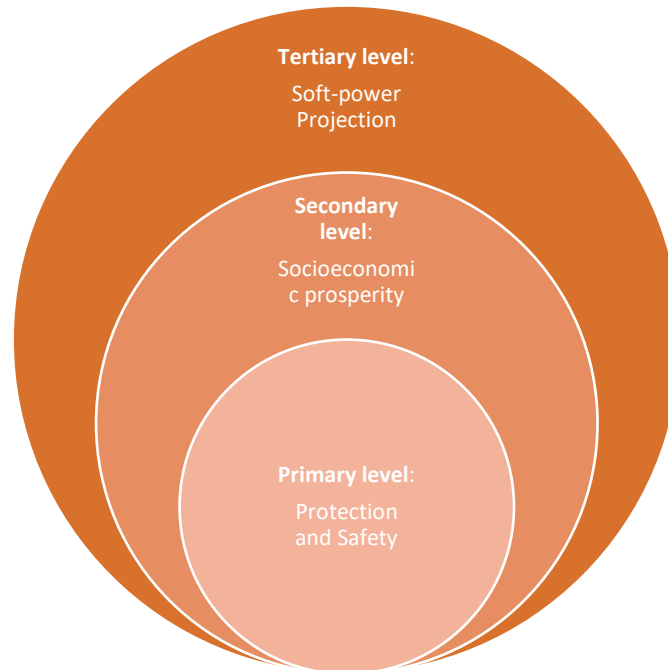 Tertiary level:
Soft-power
Projection
Secondary
level:
Socioeconomi
c prosperity
Primary level:
Protection
and Safety